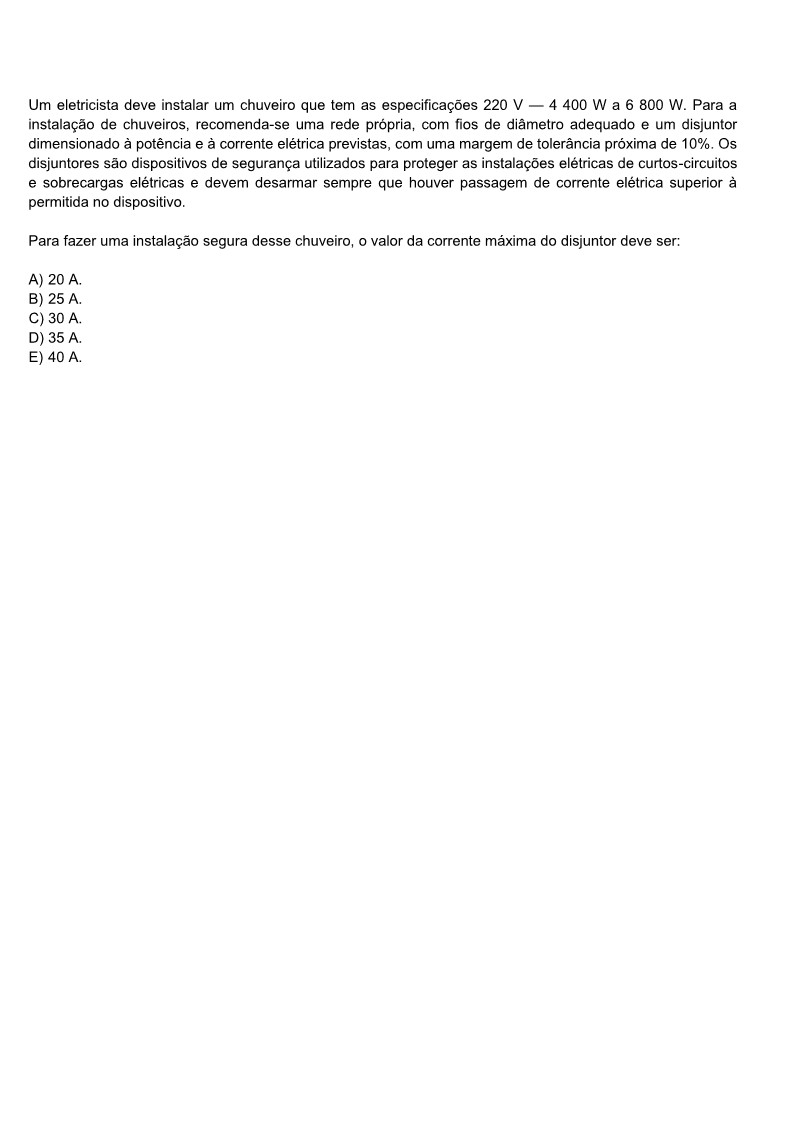 Um eletricista deve instalar um chuveiro que tem as especificações 220 V — 4 400 W a 6 800 W. Para a
instalação de chuveiros, recomenda-se uma rede própria, com fios de diâmetro adequado e um disjuntor
dimensionado à potência e à corrente elétrica previstas, com uma margem de tolerância próxima de 10%. Os
disjuntores são dispositivos de segurança utilizados para proteger as instalações elétricas de curtos-circuitos
e sobrecargas elétricas e devem desarmar sempre que houver passagem de corrente elétrica superior à
permitida no dispositivo.
Para fazer uma instalação segura desse chuveiro, o valor da corrente máxima do disjuntor deve ser:
A) 20 A.
B) 25 A.
C) 30 A.
D) 35 A.
E) 40 A.